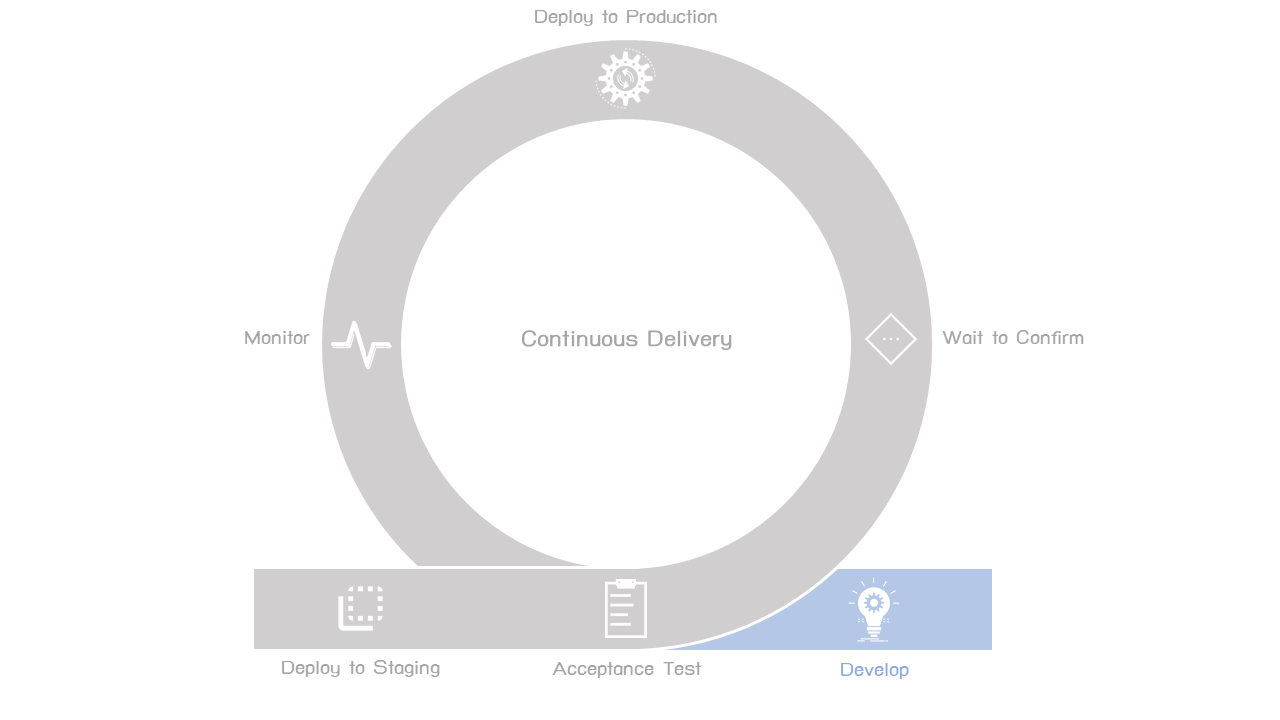 Deploy to Production
Monitor
Continuous Delivery
Wait to Confirm
Deploy to Staging
Acceptance Test
Develop